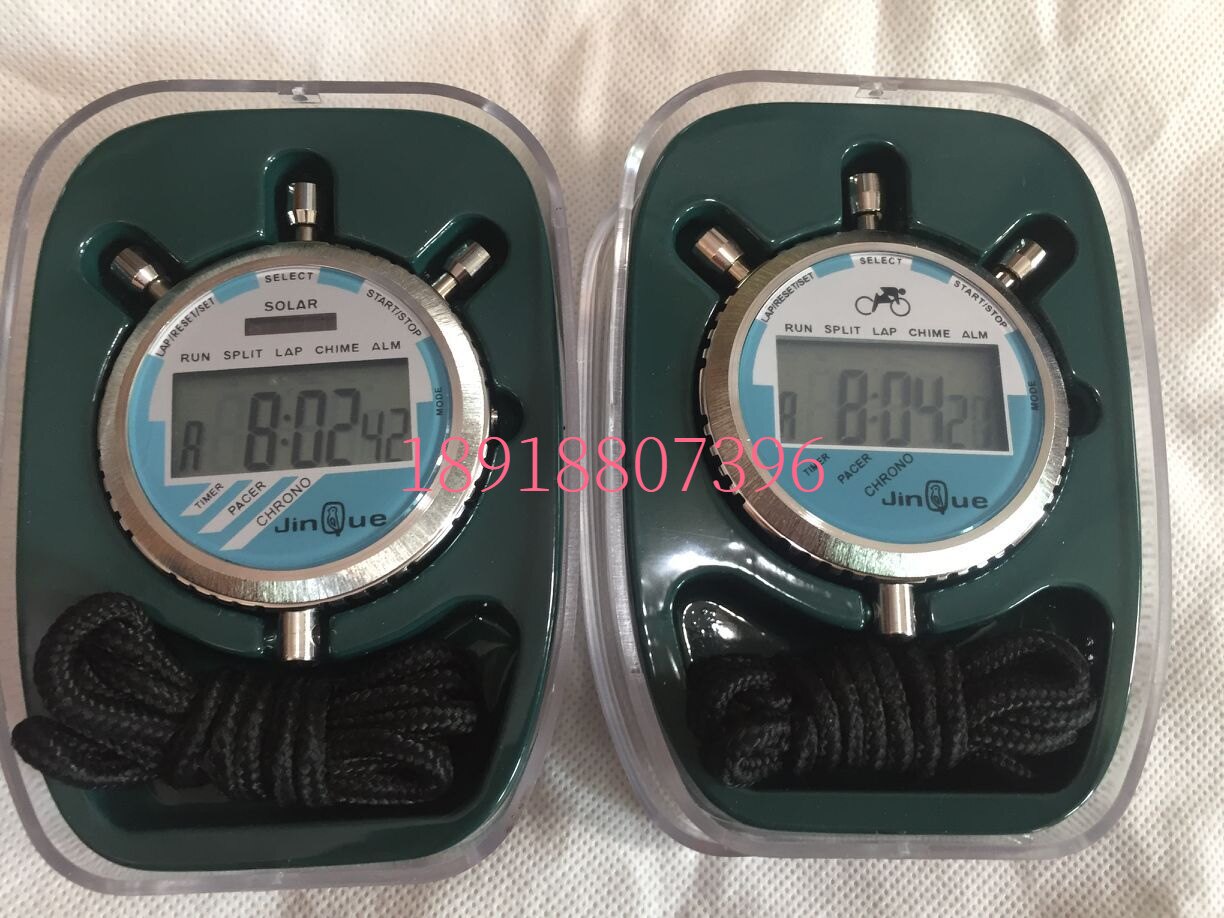 SELECT
LAP/RESET/SET
START/STOP
SOLAR
RUN SPLIT LAP CHIME ALM
MODE
A 8:02 42
TIMER
PACER
CHRONO
JinQue
SELECT
LAP/RESET/SET
START/STOP
RUN SPLIT LAP CHIME ALM
MODE
A 8:04
TIMER
PACER
CHRONO
JinQue
18918807396